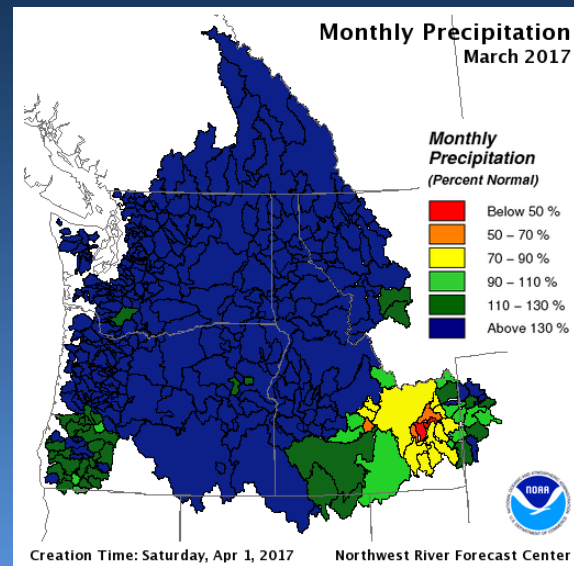 Monthly Precipitation
March 2017
Monthly
Precipitation
(Percent Normal)
Below 50 %
50 – 70 %
70 – 90 %
90 – 110 %
110 – 130 %
Above 130 %
NOAA
Creation Time: Saturday, Apr 1, 2017 Northwest River Forecast Center